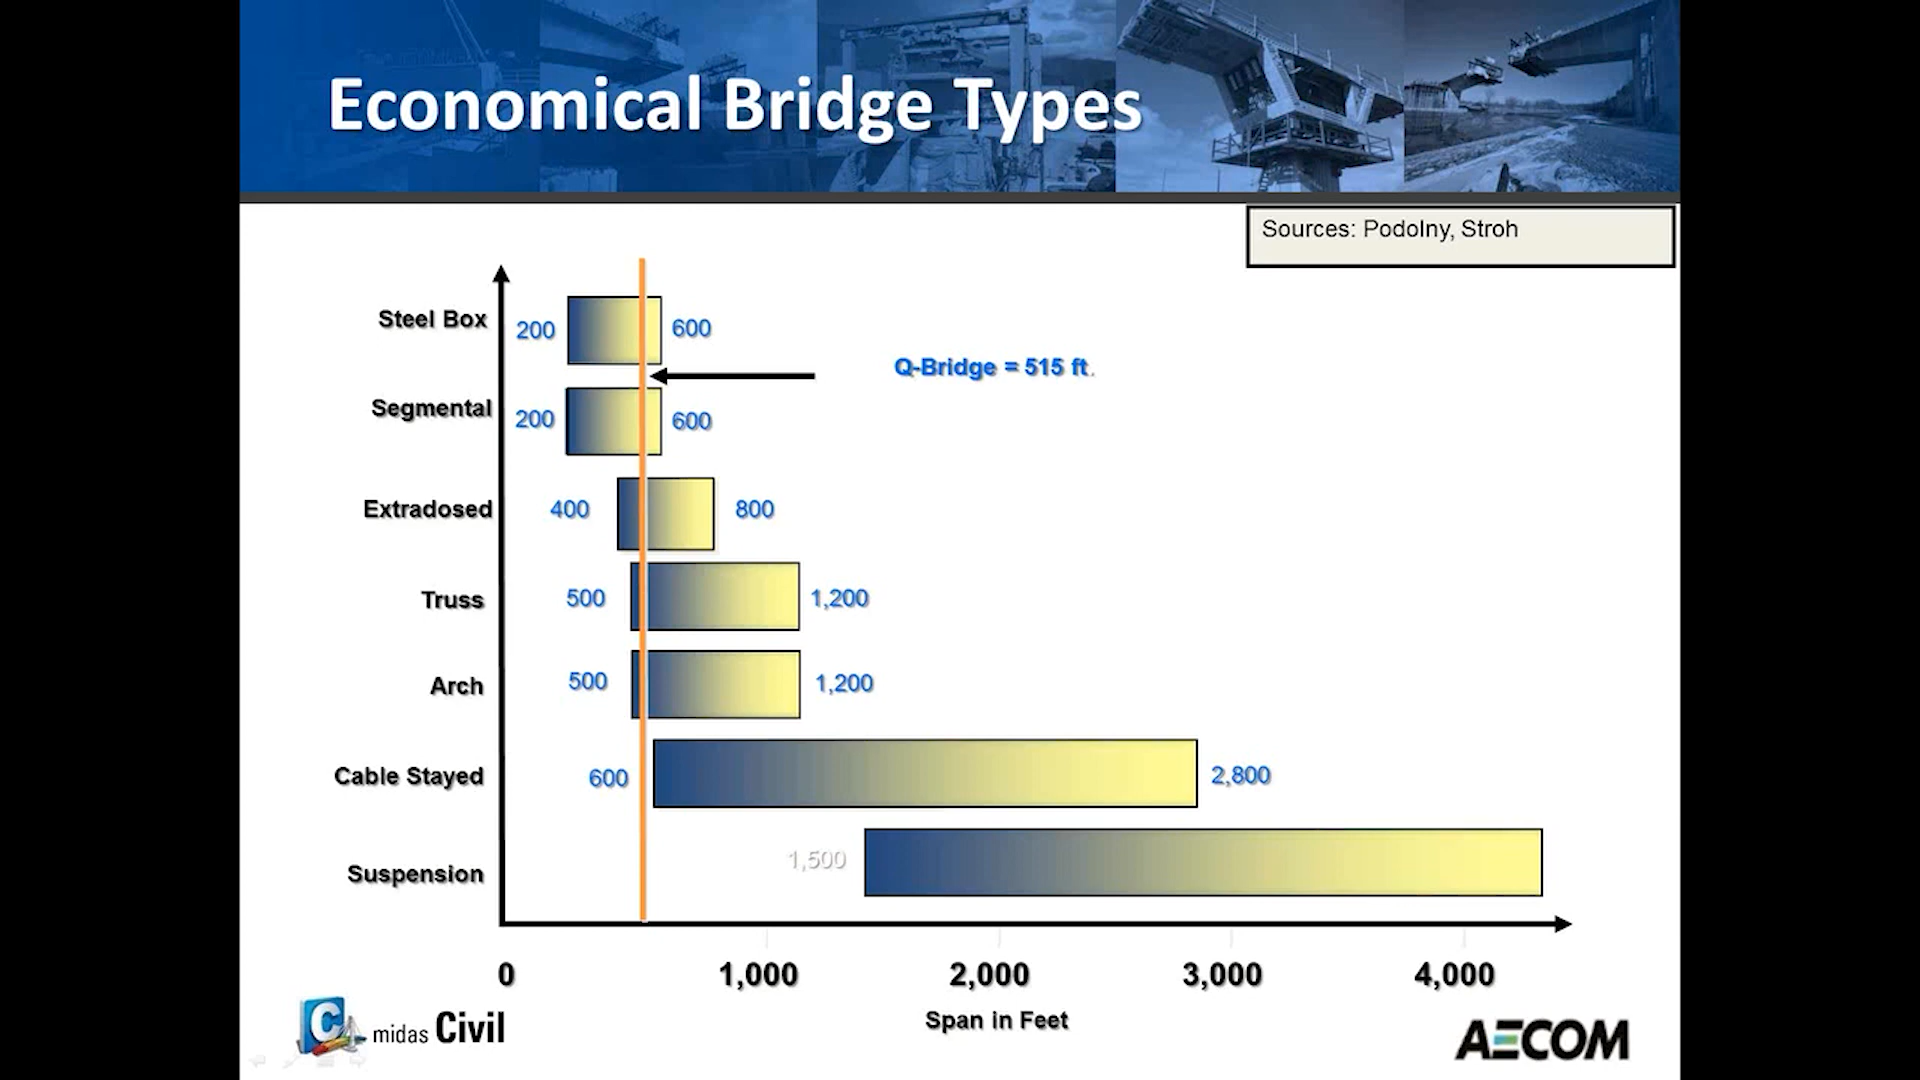 Economical Bridge Types
Sources: Podolny, Stroh
Steel Box
200
600
Q-Bridge = 515 ft.
Segmental
200
600
Extradosed
400
800
Truss
500
1,200
Arch
500
1,200
Cable Stayed
600
2,800
Suspension
1,500
0
1,000
2,000
3,000
4,000
Span in Feet
C midas Civil
AECOM